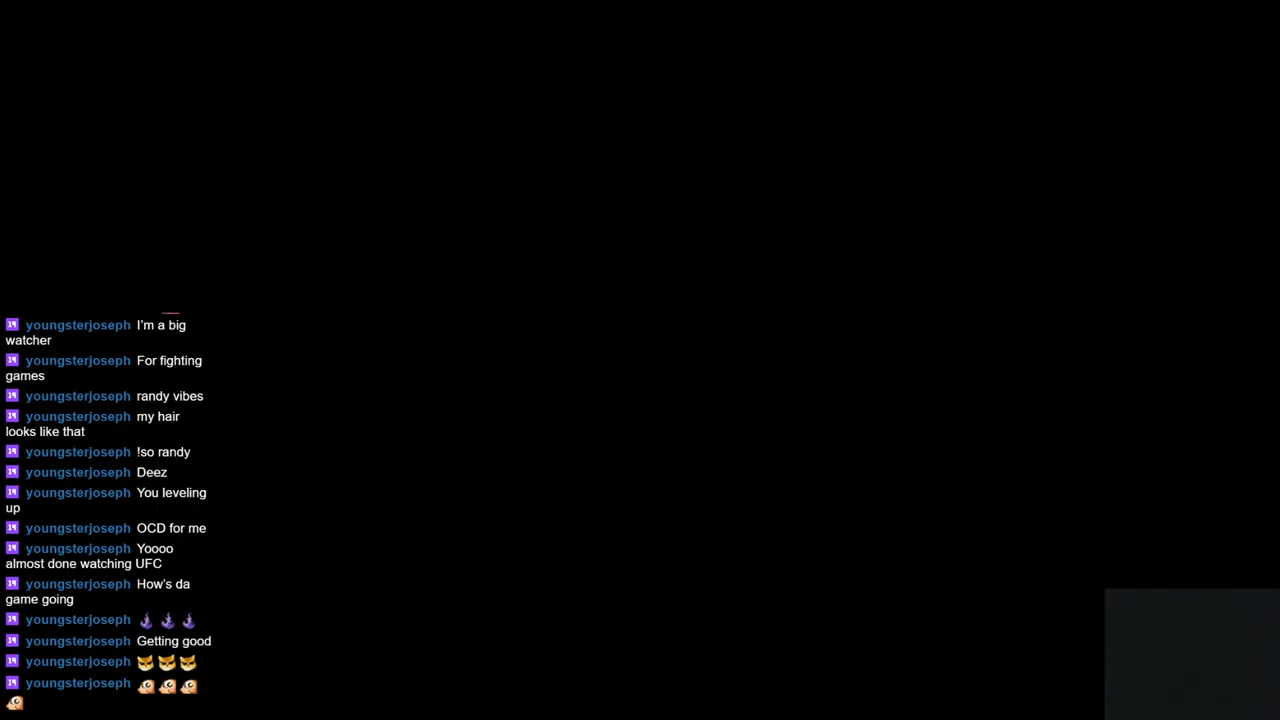 youngsterjoseph I'm a big
watcher
youngsterjoseph For fighting
games
youngsterjoseph randy vibes
youngsterjoseph my hair
looks like that
youngsterjoseph !so randy
youngsterjoseph Deez
youngsterjoseph You leveling
up
youngsterjoseph OCD for me
youngsterjoseph Yoooo
almost done watching UFC
youngsterjoseph How's da
game going
youngsterjoseph
youngsterjoseph Getting good
youngsterjoseph
youngsterjoseph